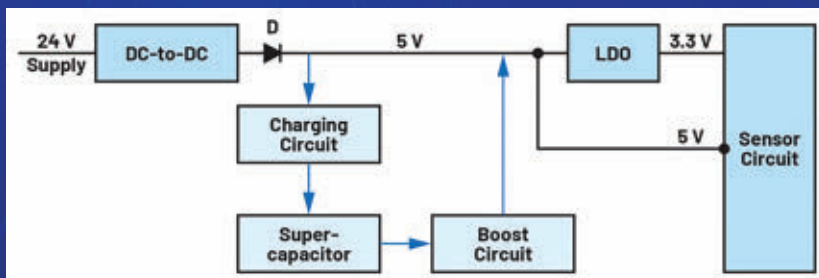 24 V
Supply
DC-to-DC
D
5 V
LDO
3.3 V
5 V
Sensor
Circuit
Charging
Circuit
Super-
capacitor
Boost
Circuit